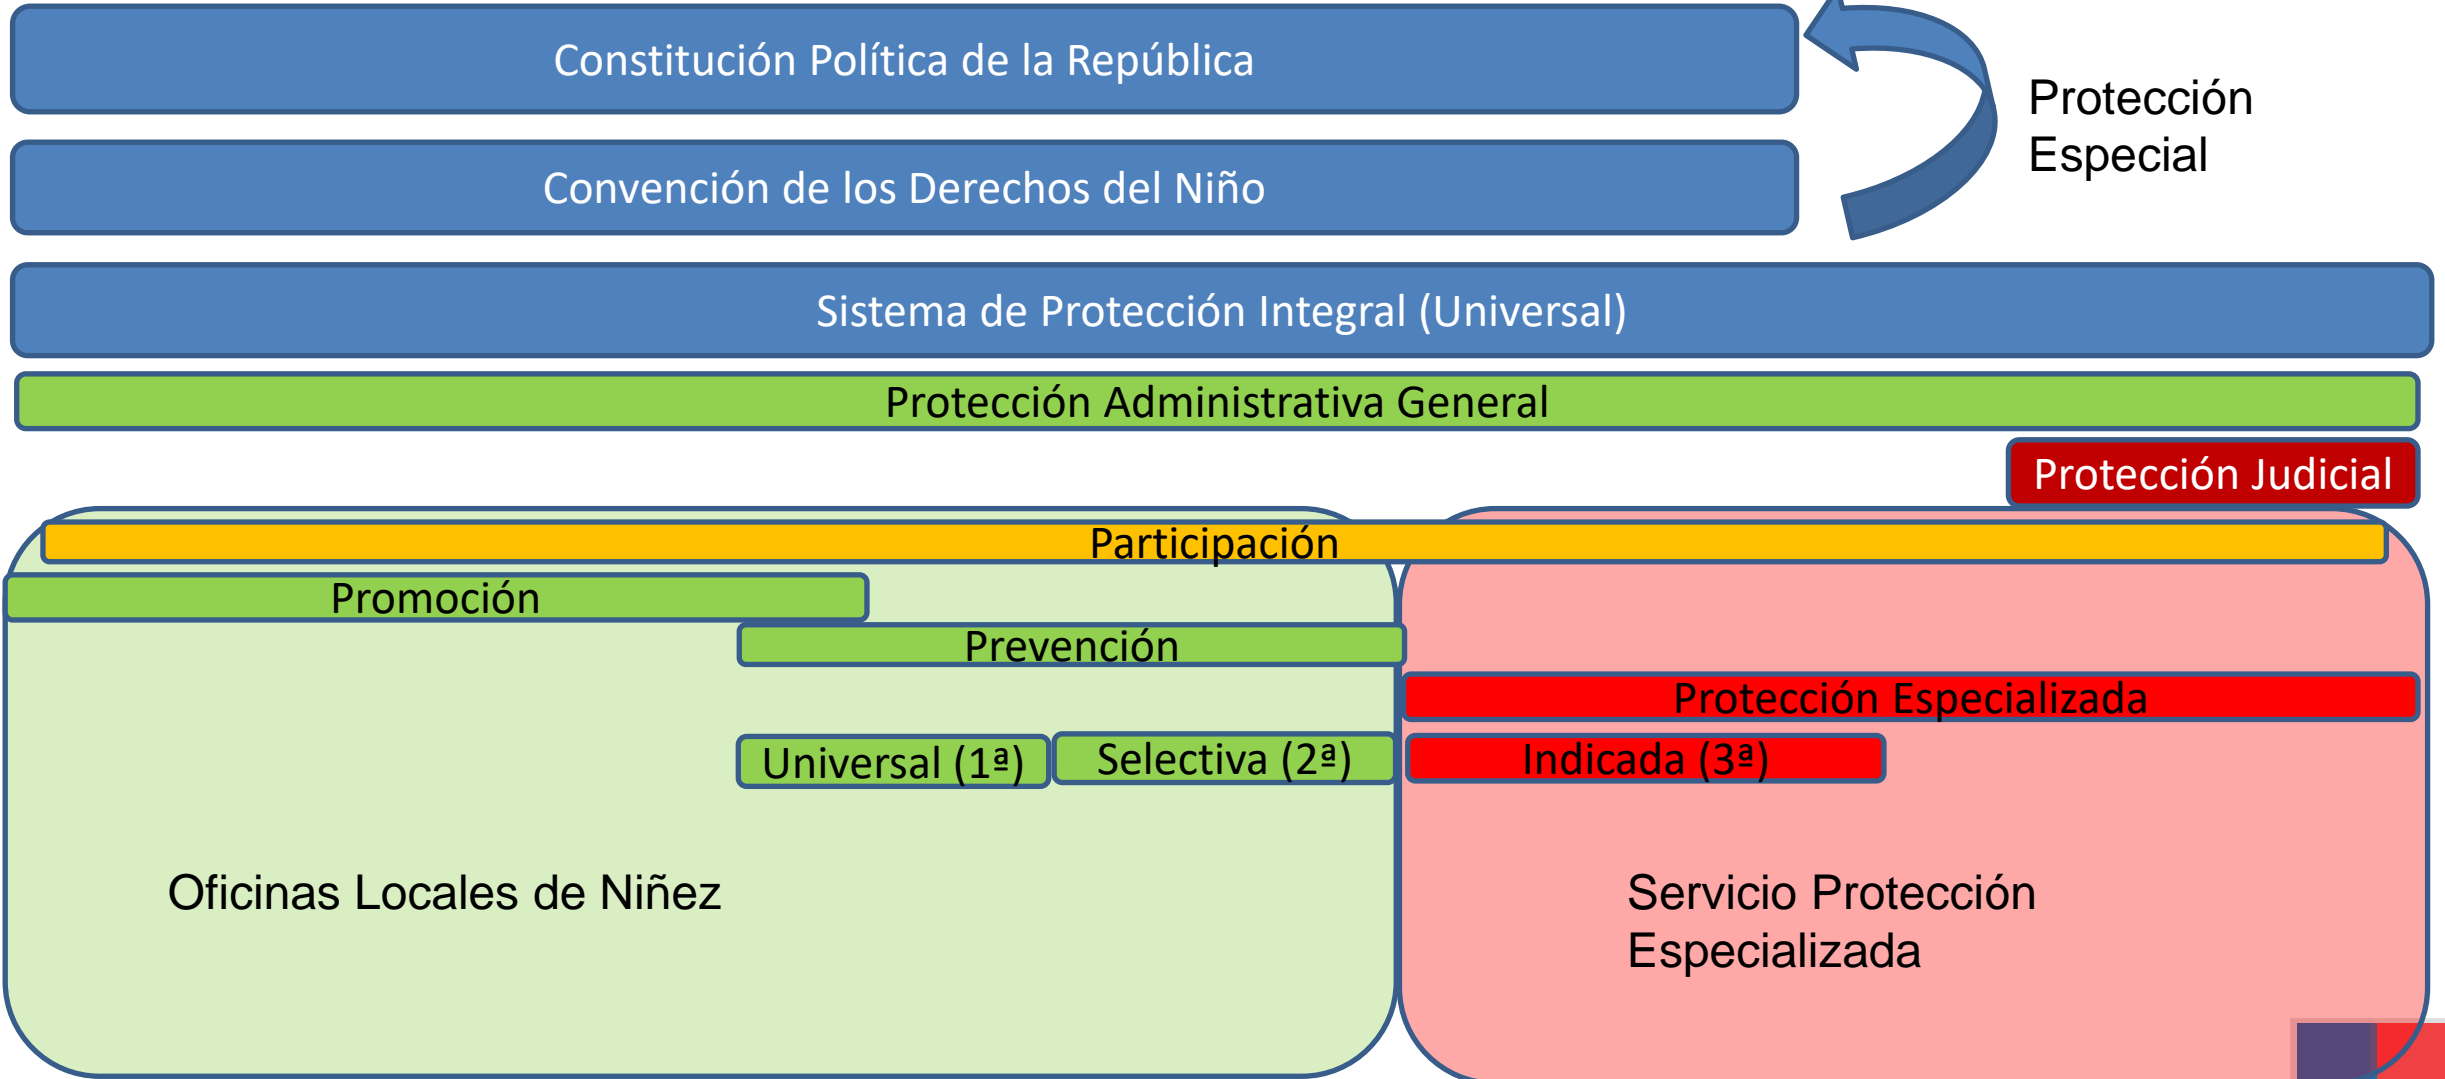 Constitución Política de la República
Protección
Especial
Convención de los Derechos del Niño
Sistema de Protección Integral (Universal)
Protección Administrativa General
Protección Judicial
Participación
Promoción
Prevención
Protección Especializada
Universal (1ª)
Selectiva (2ª)
Indicada (3ª)
Oficinas Locales de Niñez
Servicio Protección
Especializada